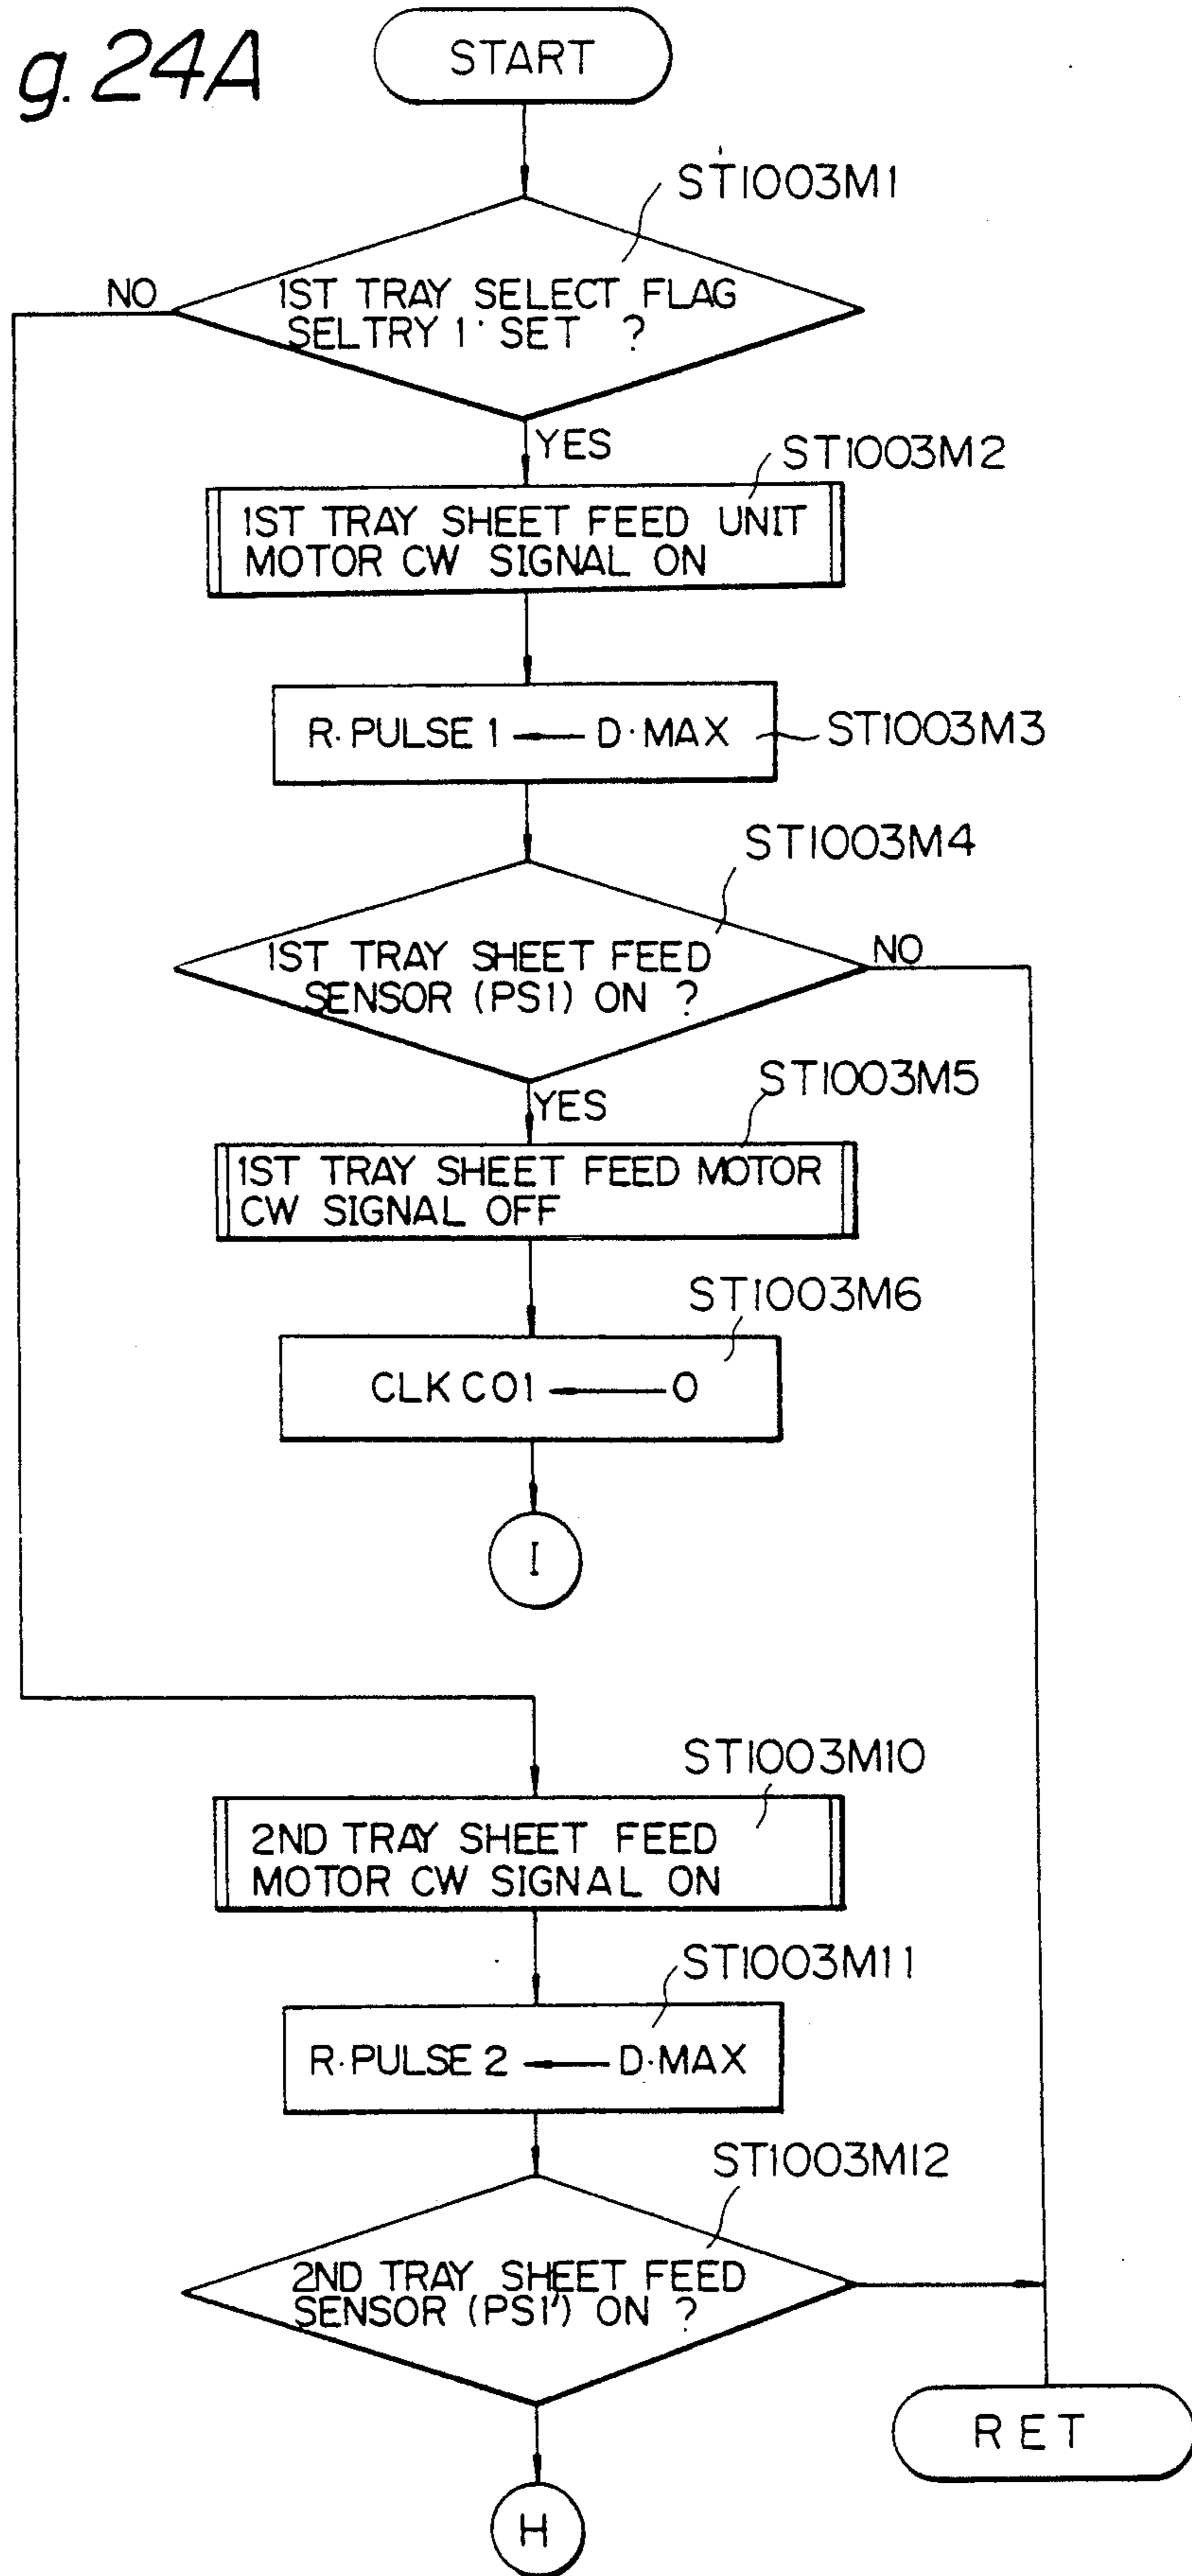 g. 24A
START
ST1003M1
NO
1ST TRAY SELECT FLAG
SELTRY 1 SET ?
YES
ST1003M2
1ST TRAY SHEET FEED UNIT
MOTOR CW SIGNAL ON
R·PULSE 1 ← D·MAX
ST1003M3
ST1003M4
1ST TRAY SHEET FEED
SENSOR (PS1) ON ?
NO
YES
ST1003M5
1ST TRAY SHEET FEED MOTOR
CW SIGNAL OFF
ST1003M6
CLKC01 ← 0
I
ST1003M10
2ND TRAY SHEET FEED
MOTOR CW SIGNAL ON
ST1003M11
R·PULSE 2 ← D·MAX
ST1003M12
2ND TRAY SHEET FEED
SENSOR (PS1') ON ?
RET
H